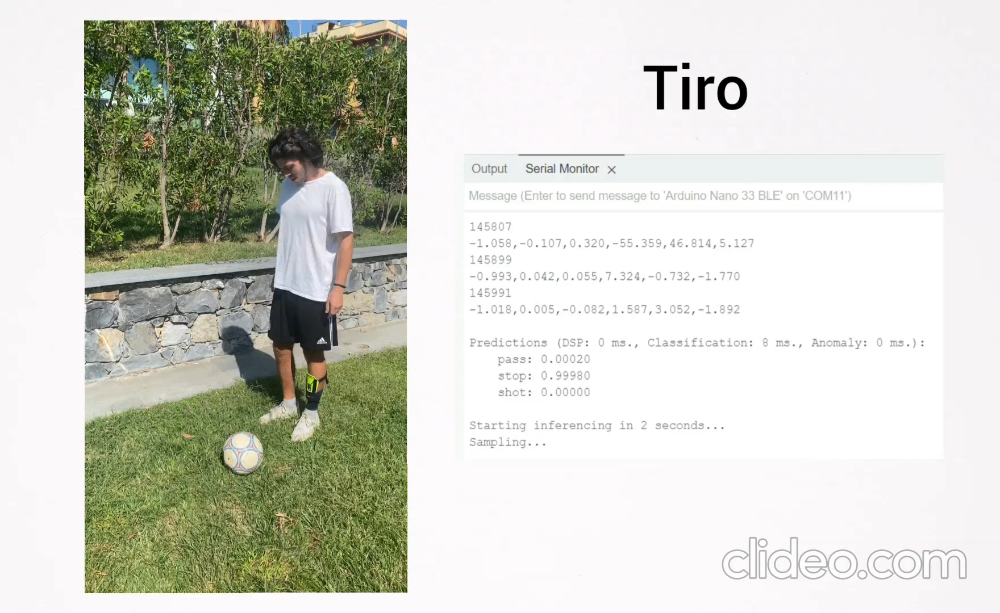 Tiro
Output Serial Monitor
Message (Enter to send message to 'Arduino Nano 33 BLE' on 'COM11')
145807
-1.058,-0.107,0.320,-55.359,46.814,5.127
145899
-0.993,0.042,0.055,7.324,-0.732,-1.770
145991
-1.018,0.005,-0.082,1.587,3.052,-1.892
Predictions (DSP: 0 ms., Classification: 8 ms., Anomaly: 0 ms.):
pass: 0.00020
stop: 0.99980
shot: 0.00000
Starting inferencing in 2 seconds...
Sampling...
clideo.com